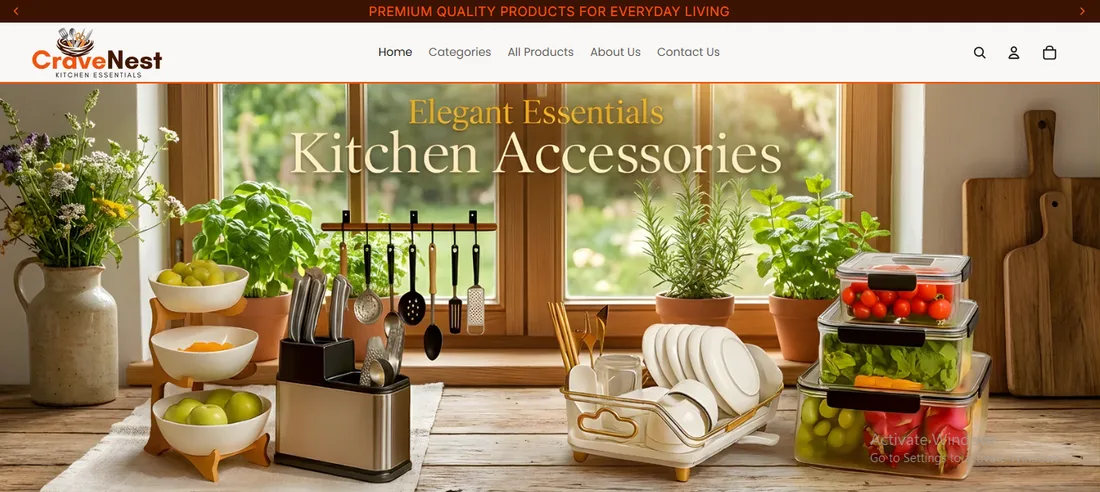 PREMIUM QUALITY PRODUCTS FOR EVERYDAY LIVING
CraveNest
KITCHEN ESSENTIALS
Home Categories All Products About Us Contact Us
Elegant Essentials
Kitchen Accessories
Activate
Go to Settings to